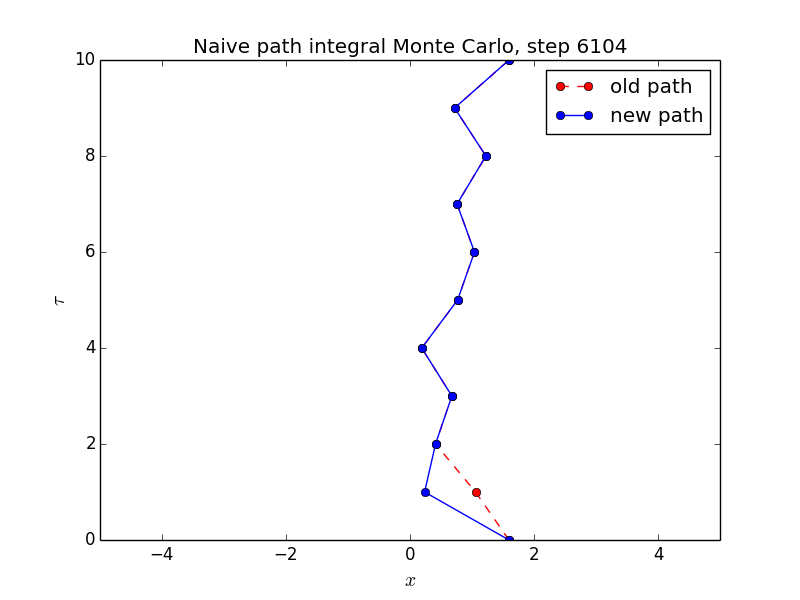 Naive path integral Monte Carlo, step 6104
old path
new path
10
8
6
4
2
0
τ
−4 −2 0 2 4
x